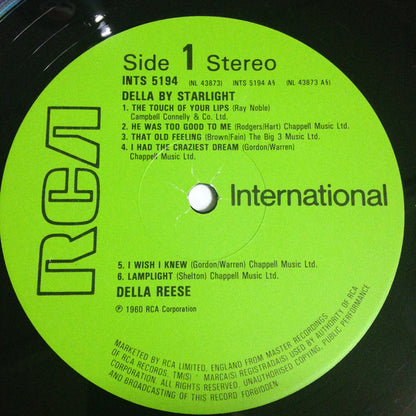 Side 1 Stereo
INTS 5194 (NL 43873) INTS 5194 A§ (NL 43873 A§)
DELLA BY STARLIGHT
1. THE TOUCH OF YOUR LIPS (Ray Noble)
Campbell Connelly & Co. Ltd.
2. HE WAS TOO GOOD TO ME (Rodgers/Hart) Chappell Music Ltd.
3. THAT OLD FEELING (Brown/Fain) The Big 3 Music Ltd.
4. I HAD THE CRAZIEST DREAM (Gordon/Warren)
Chappell Music Ltd.
RCA
International
5. I WISH I KNEW (Gordon/Warren) Chappell Music Ltd.
6. LAMPLIGHT (Shelton) Chappell Music Ltd.
DELLA REESE
℗ 1960 RCA Corporation
MARKETED BY RCA LIMITED, ENGLAND FROM MASTER RECORDINGS
OF RCA RECORDS. TM(S) ® MARCA(S) REGISTRADA(S) USED BY AUTHORITY OF RCA
CORPORATION. ALL RIGHTS RESERVED. UNAUTHORISED COPYING, PUBLIC PERFORMANCE
AND BROADCASTING OF THIS RECORD FORBIDDEN.